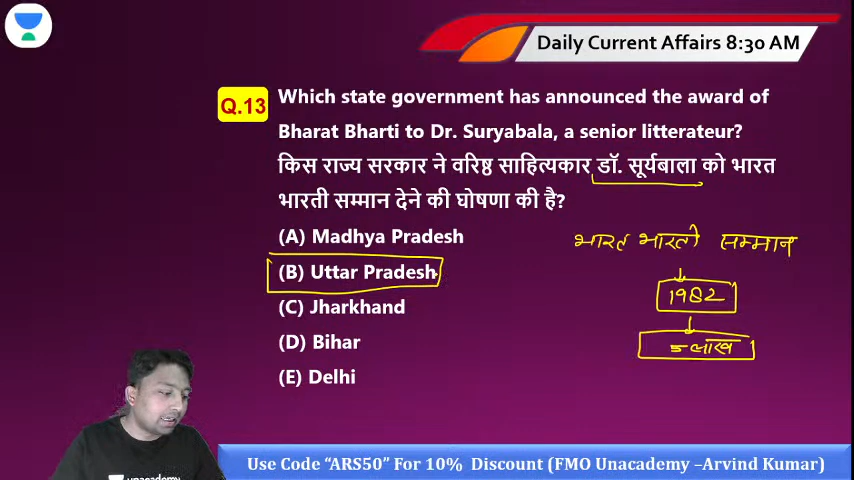 Daily Current Affairs 8:30 AM
Q.13
Which state government has announced the award of
Bharat Bharti to Dr. Suryabala, a senior litterateur?
किस राज्य सरकार ने वरिष्ठ साहित्यकार डॉ. सूर्यबाला को भारत
भारती सम्मान देने की घोषणा की है?
(A) Madhya Pradesh
(B) Uttar Pradesh
(C) Jharkhand
(D) Bihar
(E) Delhi
भारत भारती सम्मान
1982
5 लाख
unacademy
Use Code “ARS50” For 10% Discount (FMO Unacademy –Arvind Kumar)